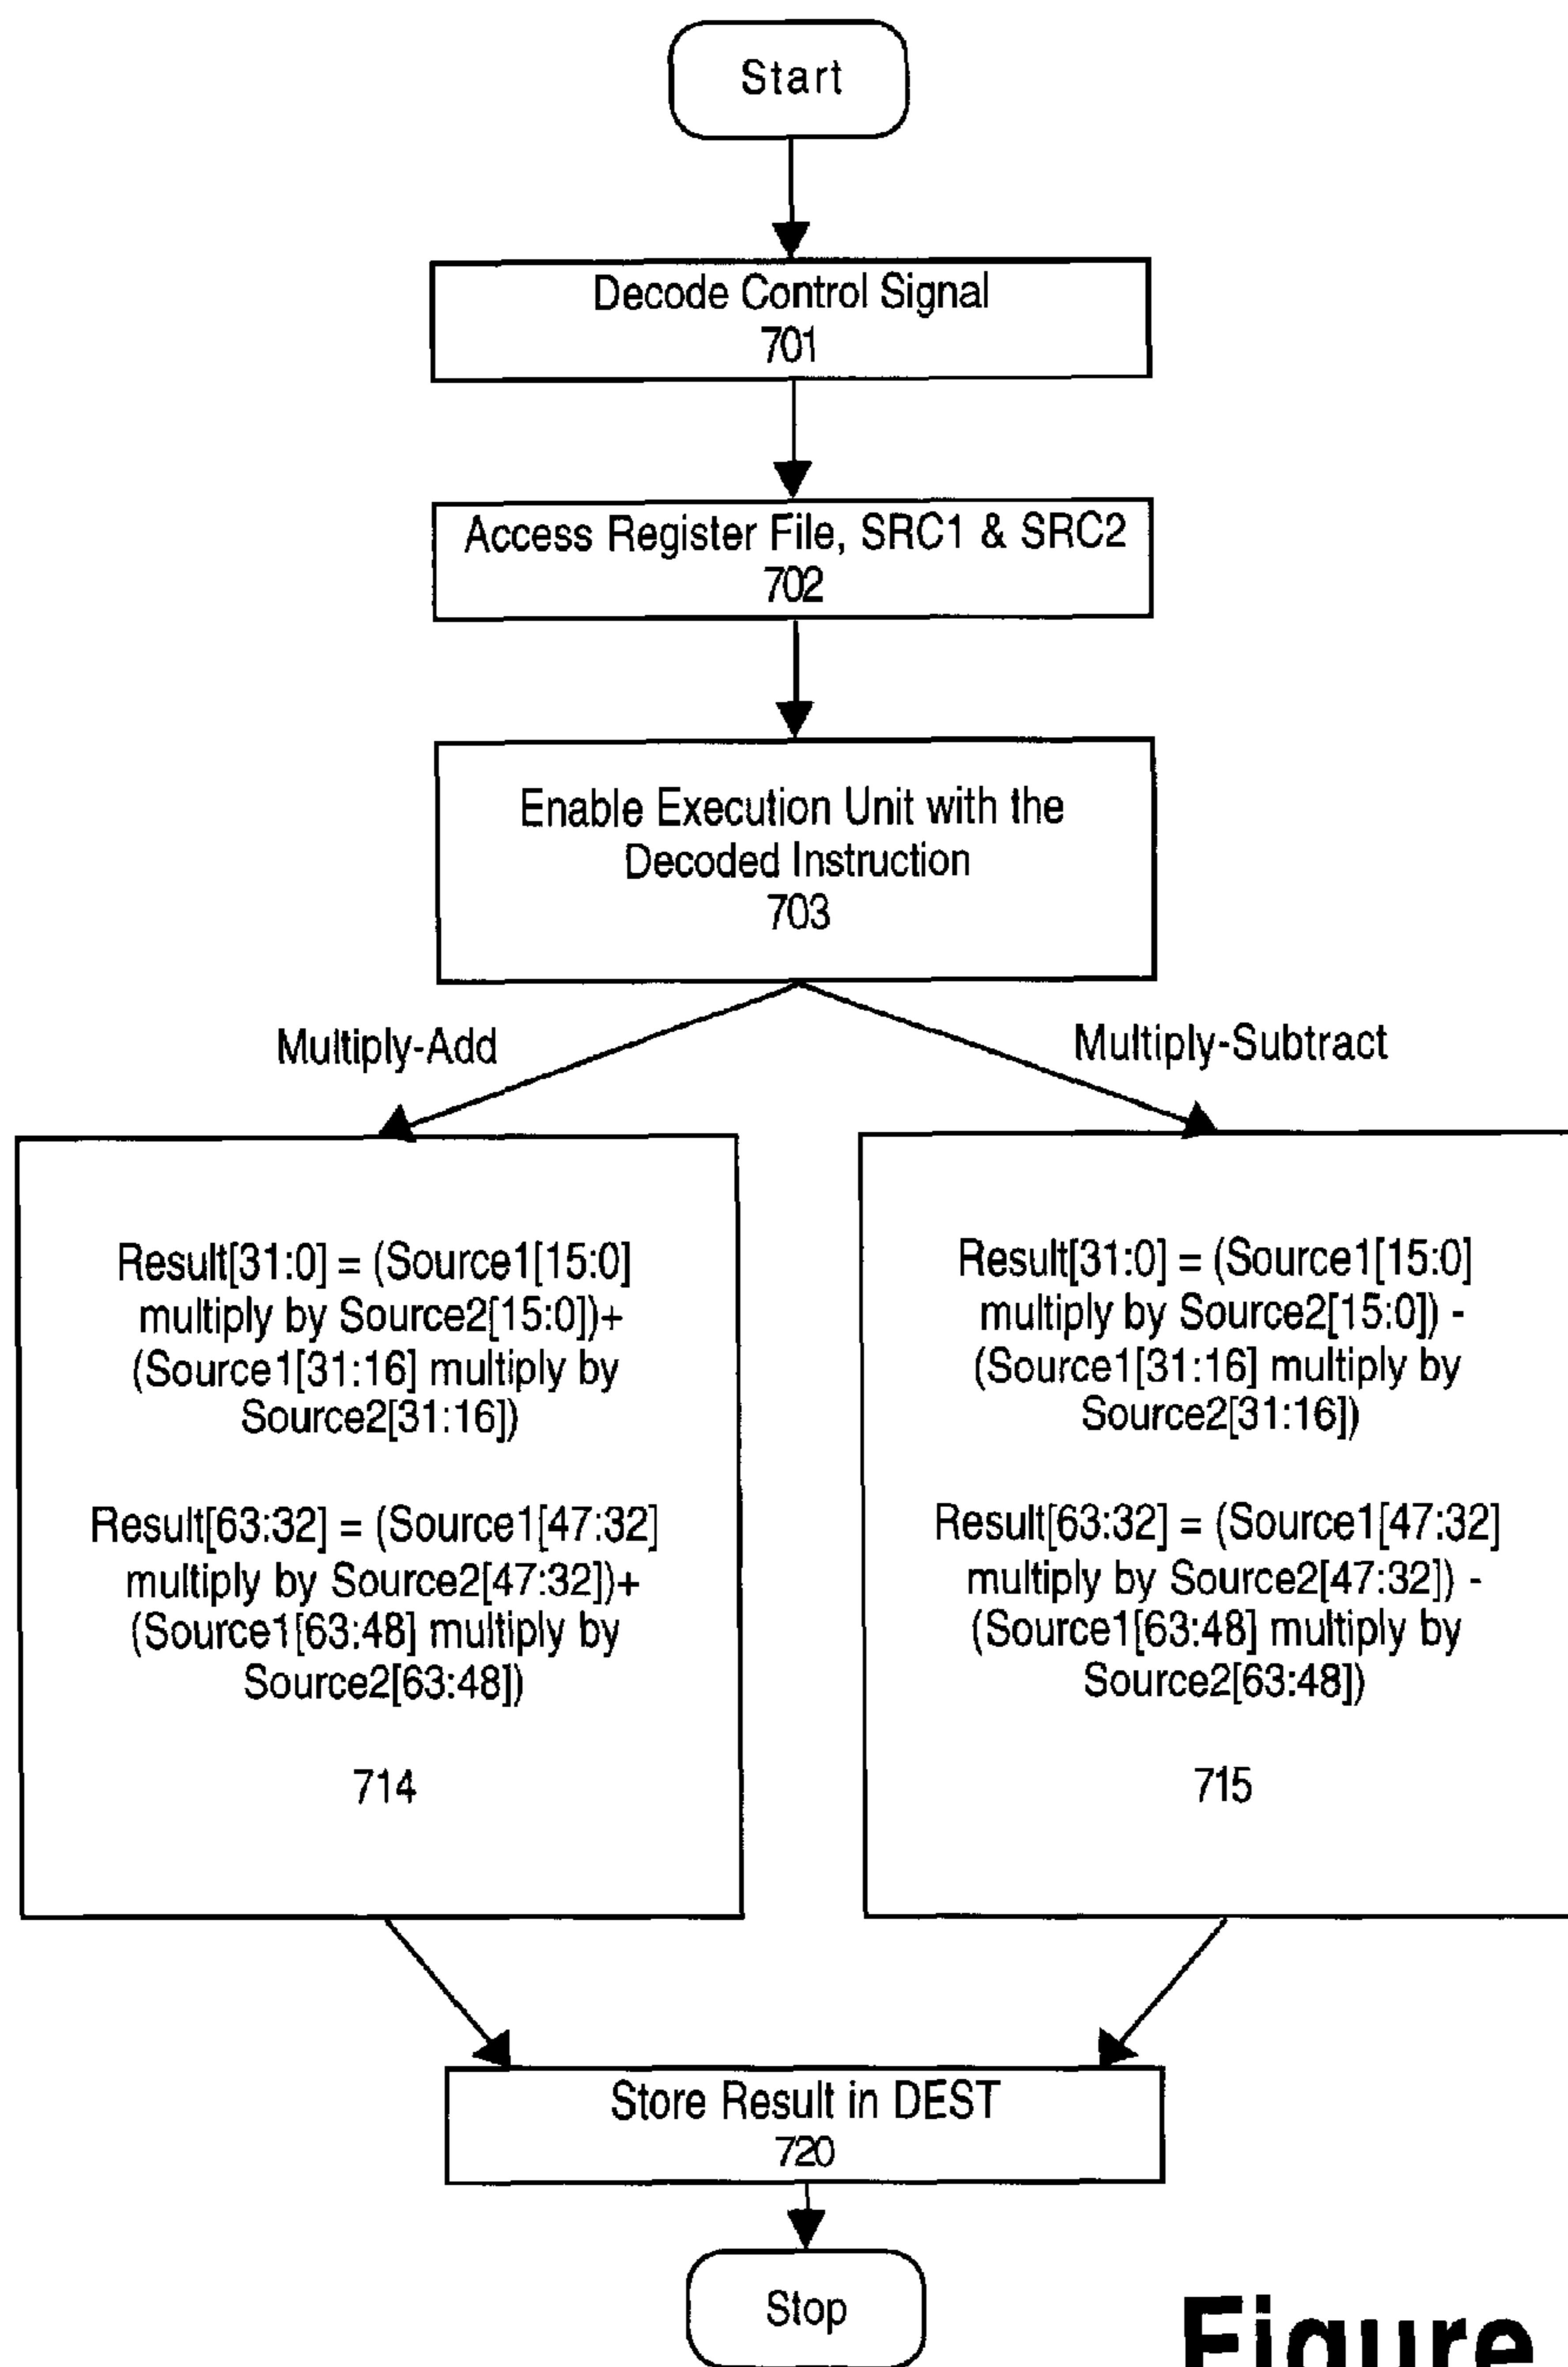 Start
Decode Control Signal
701
Access Register File, SRC1 & SRC2
702
Enable Execution Unit with the
Decoded Instruction
703
Multiply-Add
Multiply-Subtract
Result[31:0] = (Source1[15:0]
multiply by Source2[15:0])+
(Source1[31:16] multiply by
Source2[31:16])
Result[63:32] = (Source1[47:32]
multiply by Source2[47:32])+
(Source1[63:48] multiply by
Source2[63:48])
714
Result[31:0] = (Source1[15:0]
multiply by Source2[15:0]) -
(Source1[31:16] multiply by
Source2[31:16])
Result[63:32] = (Source1[47:32]
multiply by Source2[47:32]) -
(Source1[63:48] multiply by
Source2[63:48])
715
Store Result in DEST
720
Stop
Figure